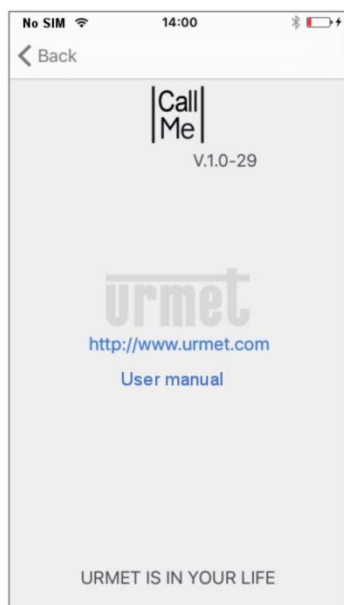 No SIM 14:00
Back
Call
Me
V.1.0-29
urmet
http://www.urmet.com
User manual
URMET IS IN YOUR LIFE